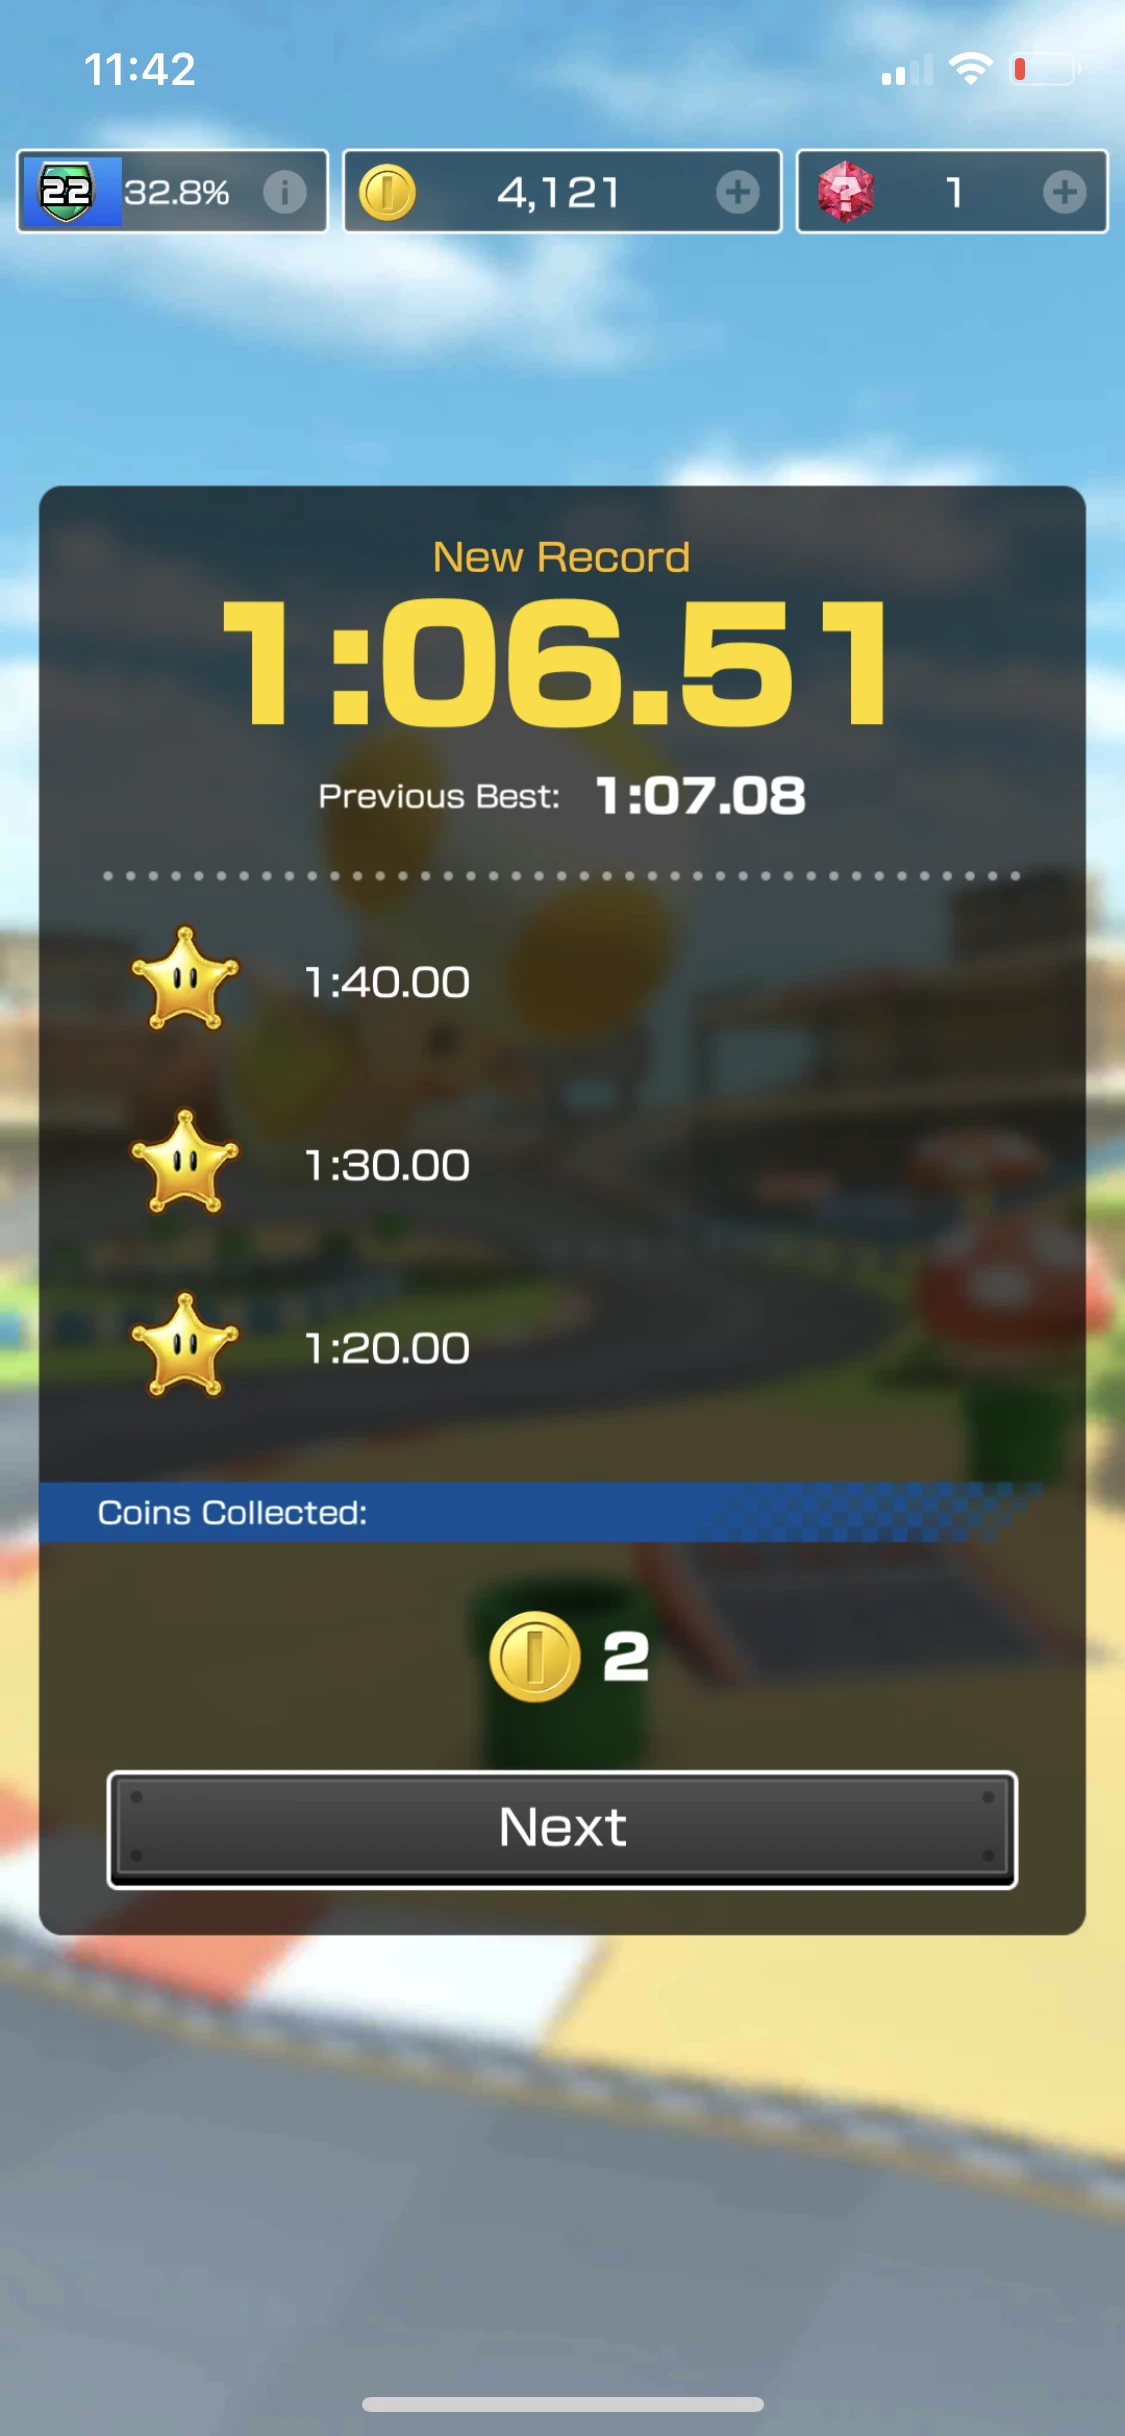 11:42
22 32.8% i 4,121 + ? 1 +
New Record
1:06.51
Previous Best: 1:07.08
1:40.00
1:30.00
1:20.00
Coins Collected:
2
Next